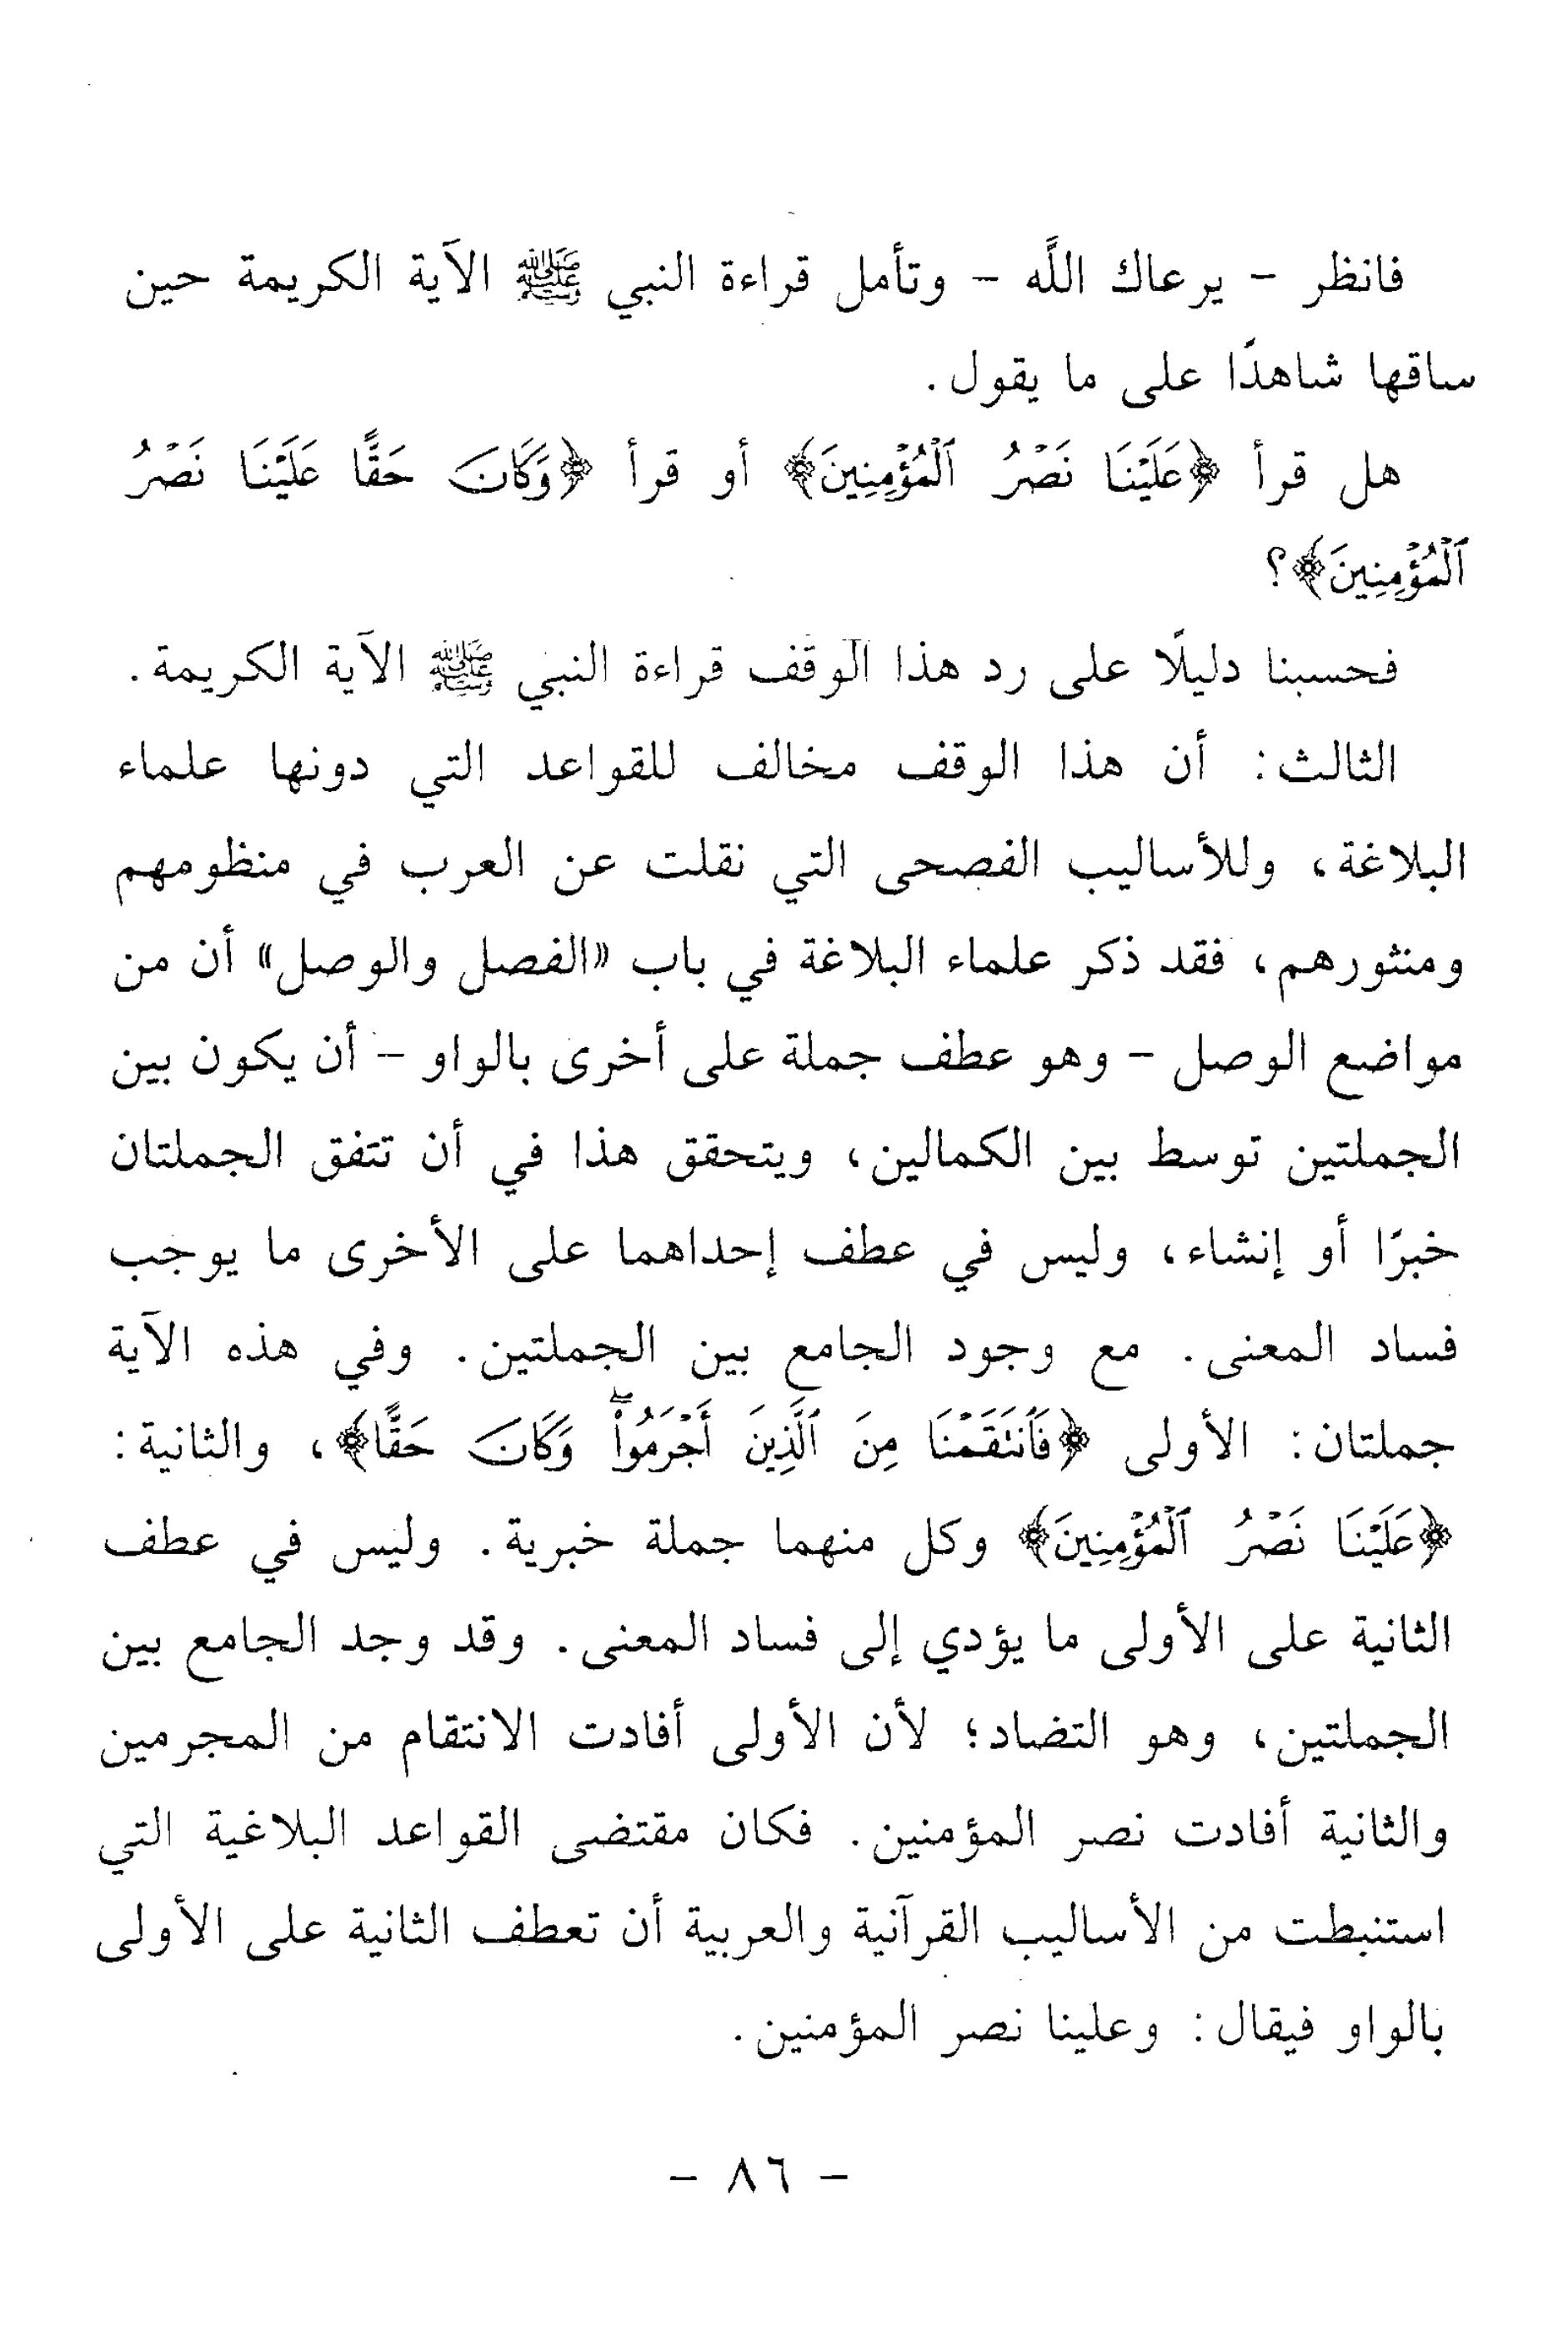 فانظر - يرعاك اللَّه - وتأمل قراءة النبي ﷺ الآية الكريمة حين
ساقها شاهدًا على ما يقول.
هل قرأ ﴿عَلَيْنَا نَصْرُ ٱلْمُؤْمِنِينَ﴾ أو قرأ ﴿وَكَانَ حَقًّا عَلَيْنَا نَصْرُ
ٱلْمُؤْمِنِينَ﴾؟
فحسبنا دليلًا على رد هذا الوقف قراءة النبي ﷺ الآية الكريمة.
الثالث: أن هذا الوقف مخالف للقواعد التي دونها علماء
البلاغة، وللأساليب الفصحى التي نقلت عن العرب في منظومهم
ومنثورهم، فقد ذكر علماء البلاغة في باب «الفصل والوصل» أن من
مواضع الوصل - وهو عطف جملة على أخرى بالواو - أن يكون بين
الجملتين توسط بين الكمالين، ويتحقق هذا في أن تتفق الجملتان
خبرًا أو إنشاء، وليس في عطف إحداهما على الأخرى ما يوجب
فساد المعنى. مع وجود الجامع بين الجملتين. وفي هذه الآية
جملتان: الأولى ﴿فَٱنتَقَمْنَا مِنَ ٱلَّذِينَ أَجْرَمُوا۟ۖ وَكَانَ حَقًّا﴾، والثانية:
﴿عَلَيْنَا نَصْرُ ٱلْمُؤْمِنِينَ﴾ وكل منهما جملة خبرية. وليس في عطف
الثانية على الأولى ما يؤدي إلى فساد المعنى. وقد وجد الجامع بين
الجملتين، وهو التضاد؛ لأن الأولى أفادت الانتقام من المجرمين
والثانية أفادت نصر المؤمنين. فكان مقتضى القواعد البلاغية التي
استنبطت من الأساليب القرآنية والعربية أن تعطف الثانية على الأولى
بالواو فيقال: وعلينا نصر المؤمنين.
- ٨٦ -